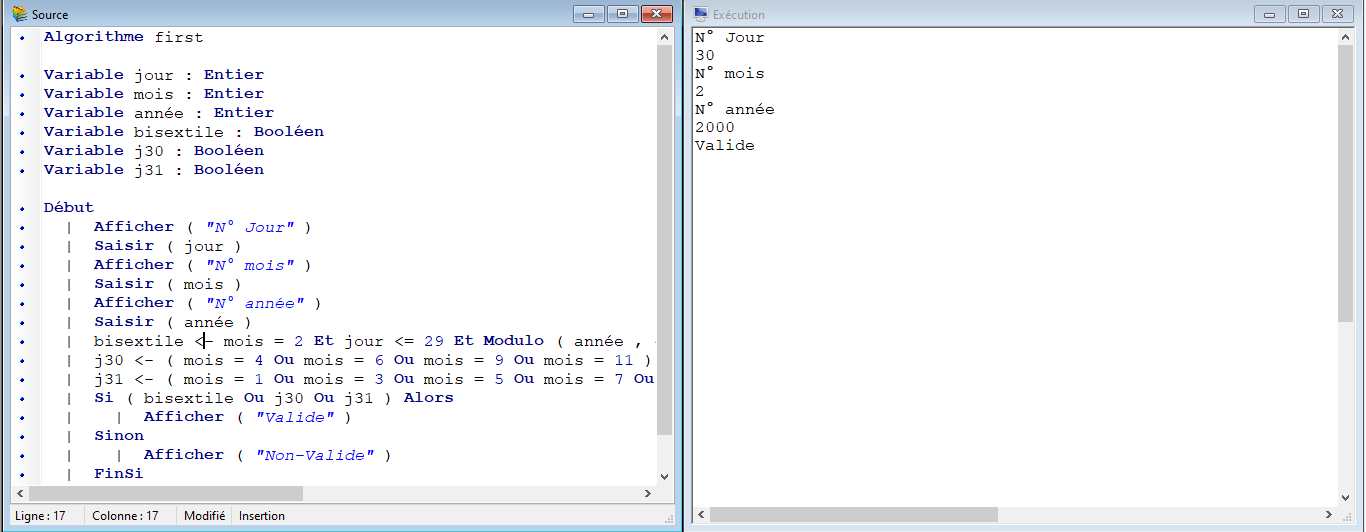 Source
Algorithme first
Variable jour : Entier
Variable mois : Entier
Variable année : Entier
Variable bisextile : Booléen
Variable j30 : Booléen
Variable j31 : Booléen
Début
Afficher ( "N° Jour" )
Saisir ( jour )
Afficher ( "N° mois" )
Saisir ( mois )
Afficher ( "N° année" )
Saisir ( année )
bisextile <- mois = 2 Et jour <= 29 Et Modulo ( année ,
j30 <- ( mois = 4 Ou mois = 6 Ou mois = 9 Ou mois = 11 )
j31 <- ( mois = 1 Ou mois = 3 Ou mois = 5 Ou mois = 7 Ou
Si ( bisextile Ou j30 Ou j31 ) Alors
Afficher ( "Valide" )
Sinon
Afficher ( "Non-Valide" )
FinSi
Ligne : 17 Colonne : 17 Modifié Insertion
Exécution
N° Jour
30
N° mois
2
N° année
2000
Valide